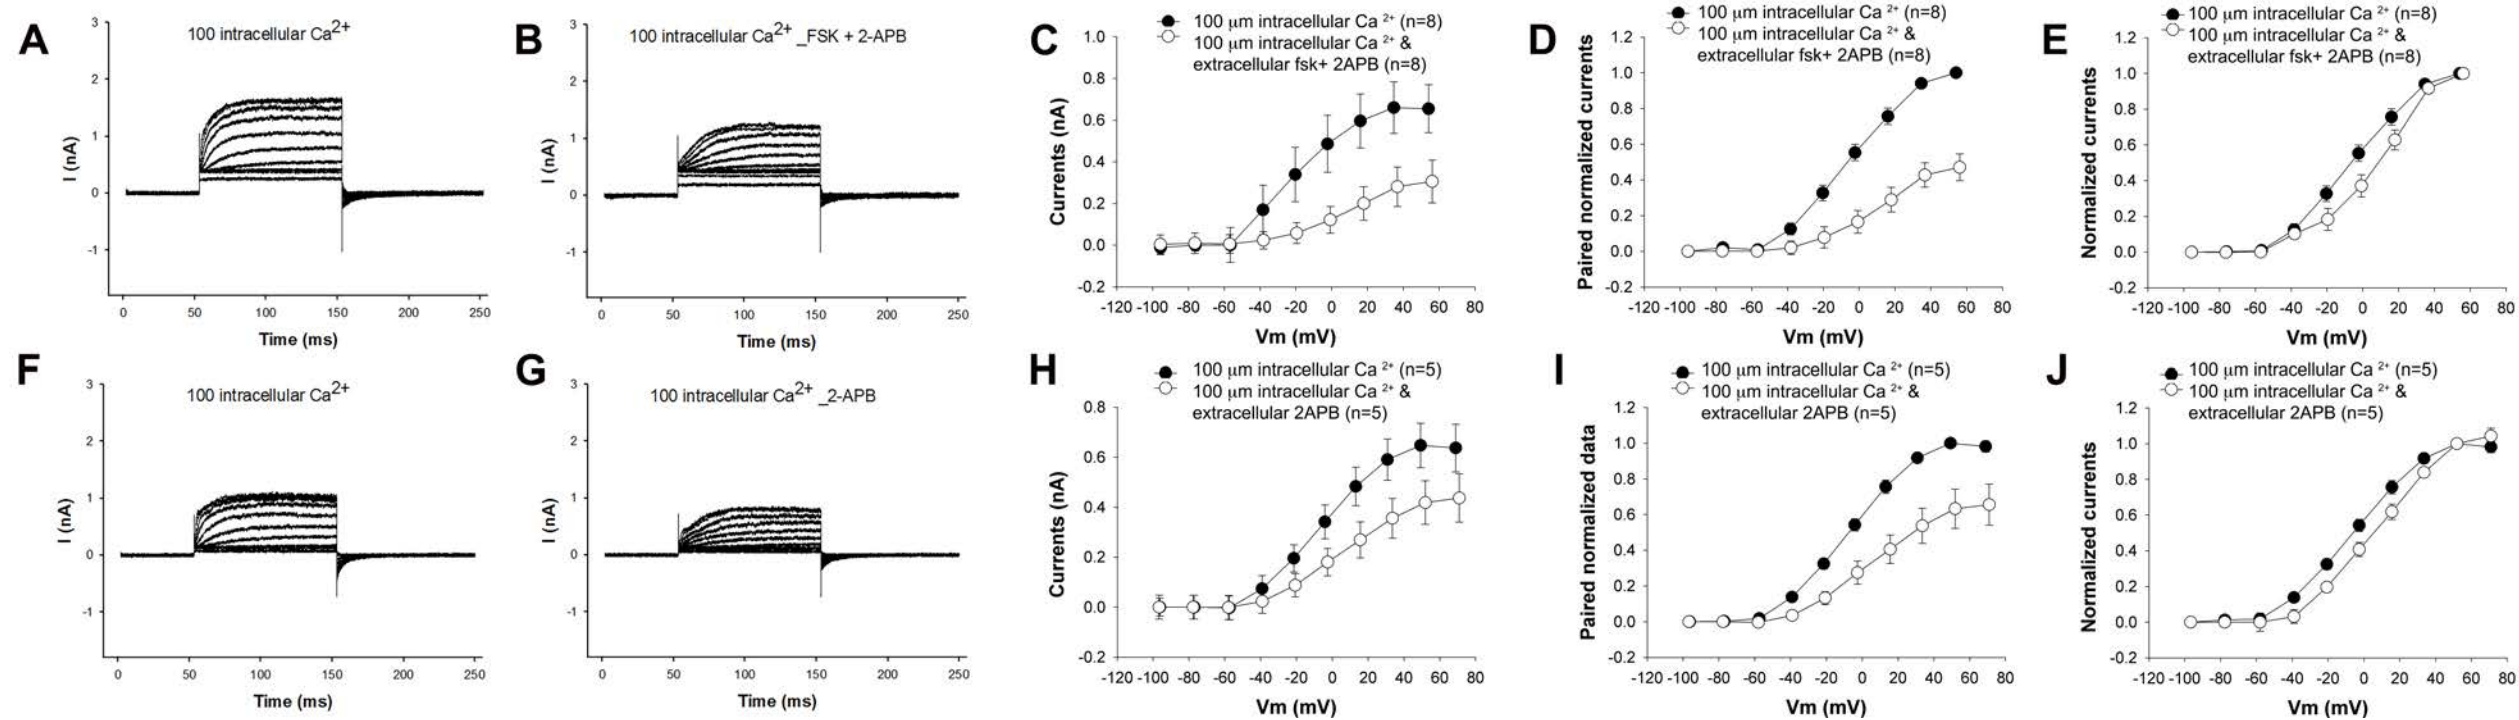 A
100 intracellular Ca2+
3
2
1
0
-1
I (nA)
0 50 100 150 200 250
Time (ms)
B
100 intracellular Ca2+ _FSK + 2-APB
3
2
1
0
-1
I (nA)
0 50 100 150 200 250
Time (ms)
C
100 μm intracellular Ca 2+ (n=8)
100 μm intracellular Ca 2+ &
extracellular fsk+ 2APB (n=8)
1.0
0.8
0.6
0.4
0.2
0.0
-0.2
Currents (nA)
-120 -100 -80 -60 -40 -20 0 20 40 60 80
Vm (mV)
D
100 μm intracellular Ca 2+ (n=8)
100 μm intracellular Ca 2+ &
extracellular fsk+ 2APB (n=8)
1.2
1.0
0.8
0.6
0.4
0.2
0.0
-0.2
Paired normalized currents
-120 -100 -80 -60 -40 -20 0 20 40 60 80
Vm (mV)
E
100 μm intracellular Ca 2+ (n=8)
100 μm intracellular Ca 2+ &
extracellular fsk+ 2APB (n=8)
1.2
1.0
0.8
0.6
0.4
0.2
0.0
-0.2
Normalized currents
-120 -100 -80 -60 -40 -20 0 20 40 60 80
Vm (mV)
F
100 intracellular Ca2+
3
2
1
0
-1
I (nA)
0 50 100 150 200 250
Time (ms)
G
100 intracellular Ca2+ _2-APB
3
2
1
0
-1
I (nA)
0 50 100 150 200 250
Time (ms)
H
100 μm intracellular Ca 2+ (n=5)
100 μm intracellular Ca 2+ &
extracellular 2APB (n=5)
0.8
0.6
0.4
0.2
0.0
-0.2
Currents (nA)
-120 -100 -80 -60 -40 -20 0 20 40 60 80
Vm (mV)
I
100 μm intracellular Ca 2+ (n=5)
100 μm intracellular Ca 2+ &
extracellular 2APB (n=5)
1.2
1.0
0.8
0.6
0.4
0.2
0.0
-0.2
Paired normalized data
-120 -100 -80 -60 -40 -20 0 20 40 60 80
Vm (mV)
J
100 μm intracellular Ca 2+ (n=5)
100 μm intracellular Ca 2+ &
extracellular 2APB (n=5)
1.2
1.0
0.8
0.6
0.4
0.2
0.0
-0.2
Normalized currents
-120 -100 -80 -60 -40 -20 0 20 40 60 80
Vm (mV)